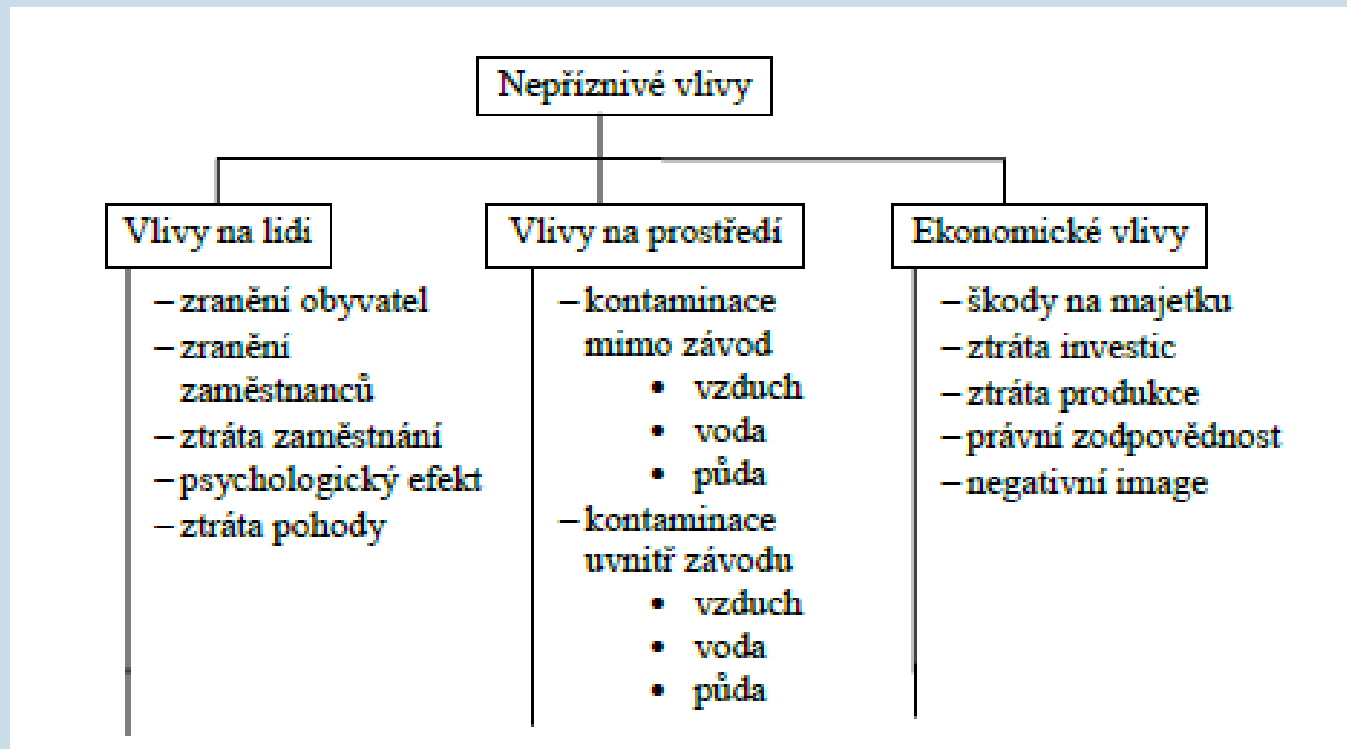 Nepříznivé vlivy
Vlivy na lidi
– zranění obyvatel
– zranění
zaměstnanců
– ztráta zaměstnání
– psychologický efekt
– ztráta pohody
Vlivy na prostředí
– kontaminace
mimo závod
• vzduch
• voda
• půda
– kontaminace
uvnitř závodu
• vzduch
• voda
• půda
Ekonomické vlivy
– škody na majetku
– ztráta investic
– ztráta produkce
– právní zodpovědnost
– negativní image